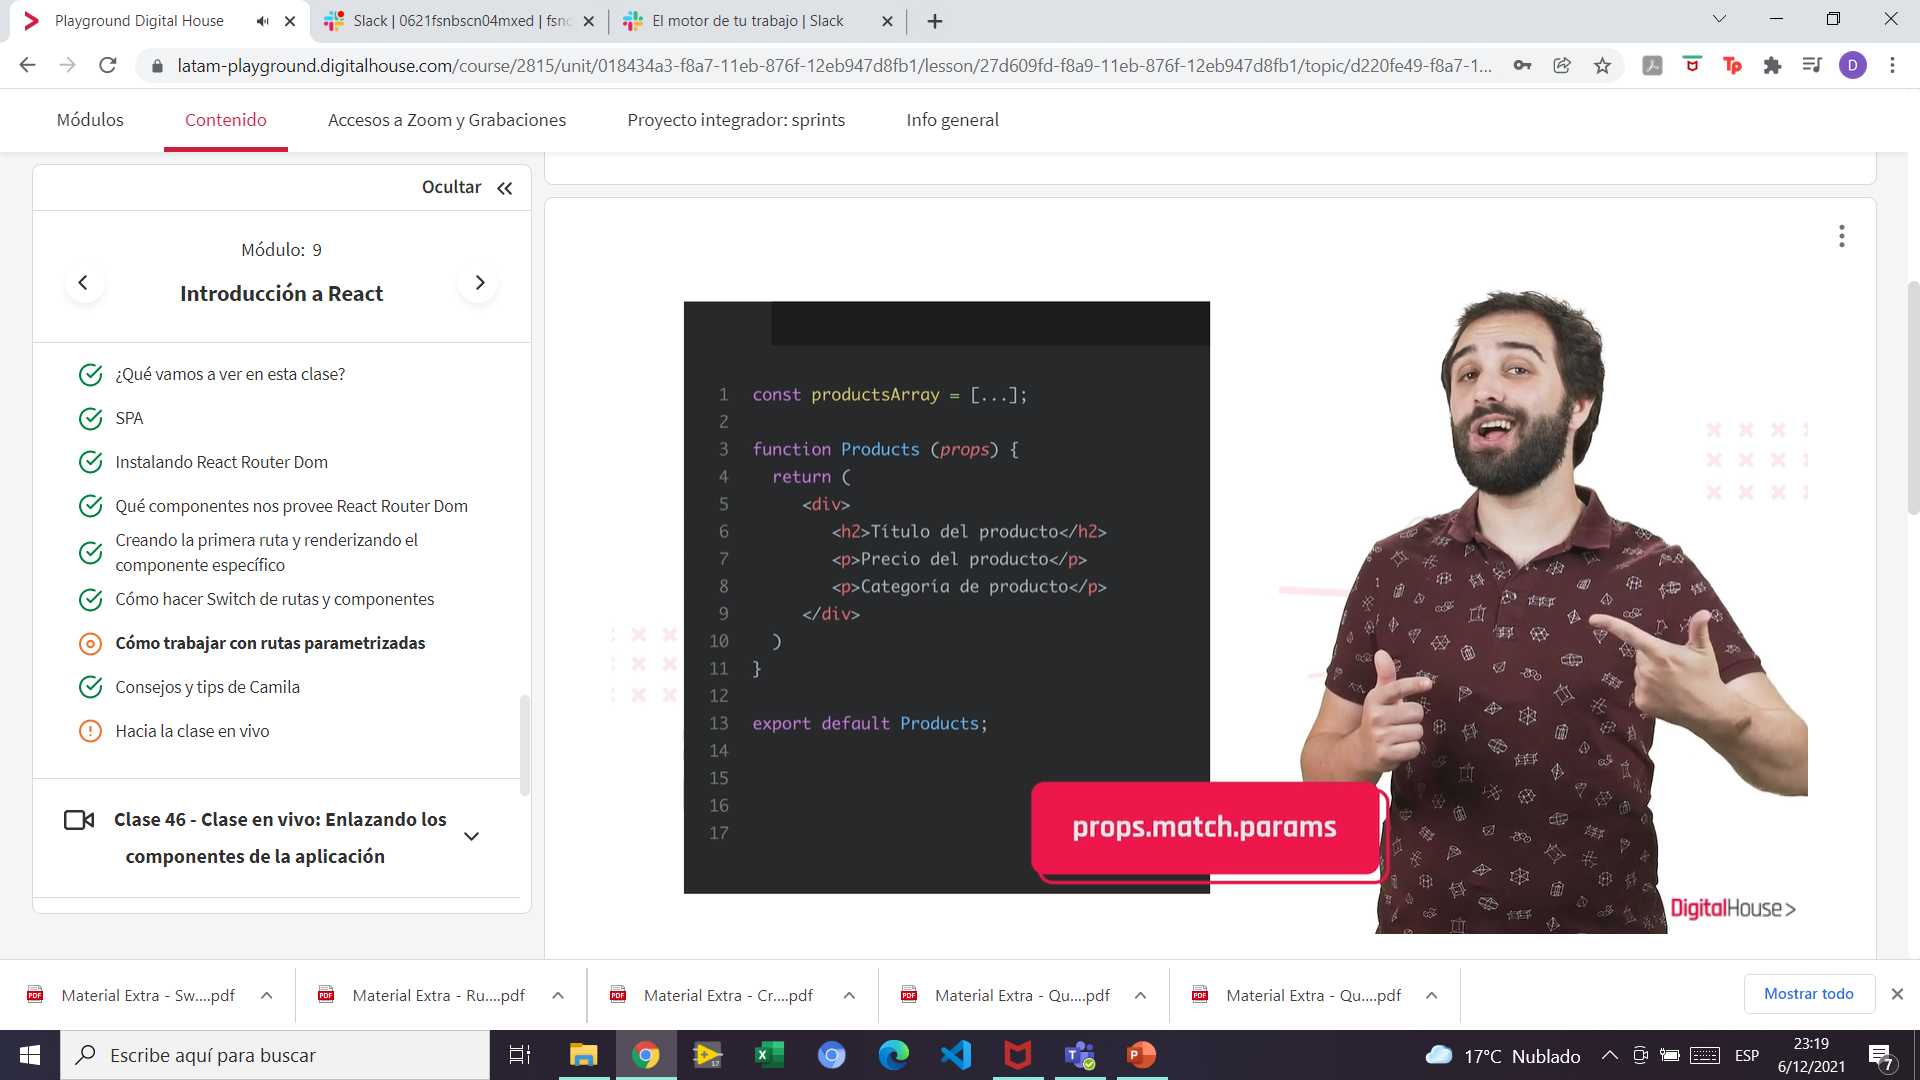 Playground Digital House
Slack | 0621fsnbscn04mxed | fsnc
El motor de tu trabajo | Slack
latam-playground.digitalhouse.com/course/2815/unit/018434a3-f8a7-11eb-876f-12eb947d8fb1/lesson/27d609fd-f8a9-11eb-876f-12eb947d8fb1/topic/d220fe49-f8a7-1...
Tp
D
Módulos
Contenido
Accesos a Zoom y Grabaciones
Proyecto integrador: sprints
Info general
Ocultar
Módulo: 9
Introducción a React
¿Qué vamos a ver en esta clase?
SPA
Instalando React Router Dom
Qué componentes nos provee React Router Dom
Creando la primera ruta y renderizando el
componente específico
Cómo hacer Switch de rutas y componentes
Cómo trabajar con rutas parametrizadas
Consejos y tips de Camila
Hacia la clase en vivo
Clase 46 - Clase en vivo: Enlazando los
componentes de la aplicación
1 const productsArray = [...];
2
3 function Products (props) {
4 return (
5 <div>
6 <h2>Título del producto</h2>
7 <p>Precio del producto</p>
8 <p>Categoría de producto</p>
9 </div>
10 )
11 }
12
13 export default Products;
14
15
16
17
props.match.params
DigitalHouse>
PDF Material Extra - Sw....pdf
PDF Material Extra - Ru....pdf
PDF Material Extra - Cr....pdf
PDF Material Extra - Qu....pdf
PDF Material Extra - Qu....pdf
Mostrar todo
Escribe aquí para buscar
17°C Nublado
ESP
23:19
6/12/2021
7